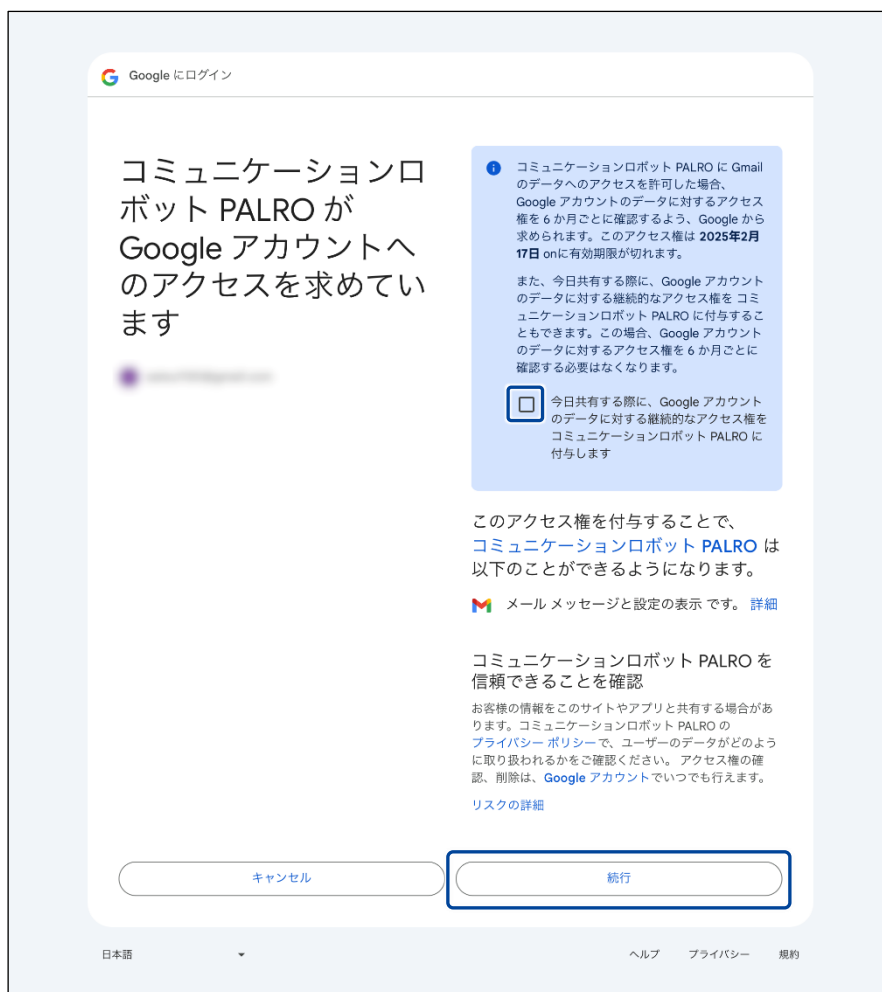 Google にログイン
コミュニケーションロ
ボット PALRO が
Google アカウントへ
のアクセスを求めてい
ます
コミュニケーションロボット PALRO に Gmail
のデータへのアクセスを許可した場合、
Google アカウントのデータに対するアクセス
権を 6 か月ごとに確認するよう、Google から
求められます。このアクセス権は 2025年2月
17日 onに有効期限が切れます。
また、今日共有する際に、Google アカウント
のデータに対する継続的なアクセス権を コミ
ュニケーションロボット PALRO に付与するこ
ともできます。この場合、Google アカウント
のデータに対するアクセス権を 6 か月ごとに
確認する必要はなくなります。
今日共有する際に、Google アカウント
のデータに対する継続的なアクセス権を
コミュニケーションロボット PALRO に
付与します
このアクセス権を付与することで、
コミュニケーションロボット PALRO は
以下のことができるようになります。
メール メッセージと設定の表示 です。 詳細
コミュニケーションロボット PALRO を
信頼できることを確認
お客様の情報をこのサイトやアプリと共有する場合があ
ります。コミュニケーションロボット PALRO の
プライバシー ポリシーで、ユーザーのデータがどのよう
に取り扱われるかをご確認ください。 アクセス権の確
認、削除は、Google アカウントでいつでも行えます。
リスクの詳細
キャンセル
続行
日本語
ヘルプ プライバシー 規約